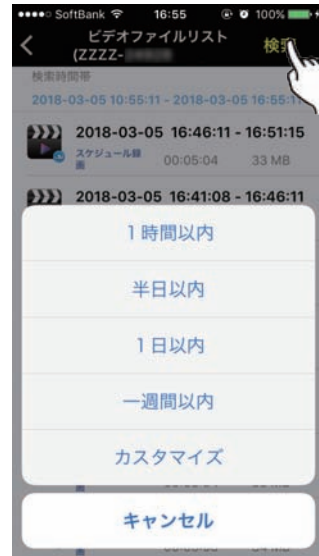 SoftBank 16:55 100%
ビデオファイルリスト
(ZZZZ-
検索
検索時間帯
2018-03-05 10:55:11 - 2018-03-05 16:55:11
2018-03-05 16:46:11 - 16:51:15
スケジュール録画
00:05:04 33 MB
2018-03-05 16:41:08 - 16:46:11
1時間以内
半日以内
1日以内
一週間以内
カスタマイズ
キャンセル